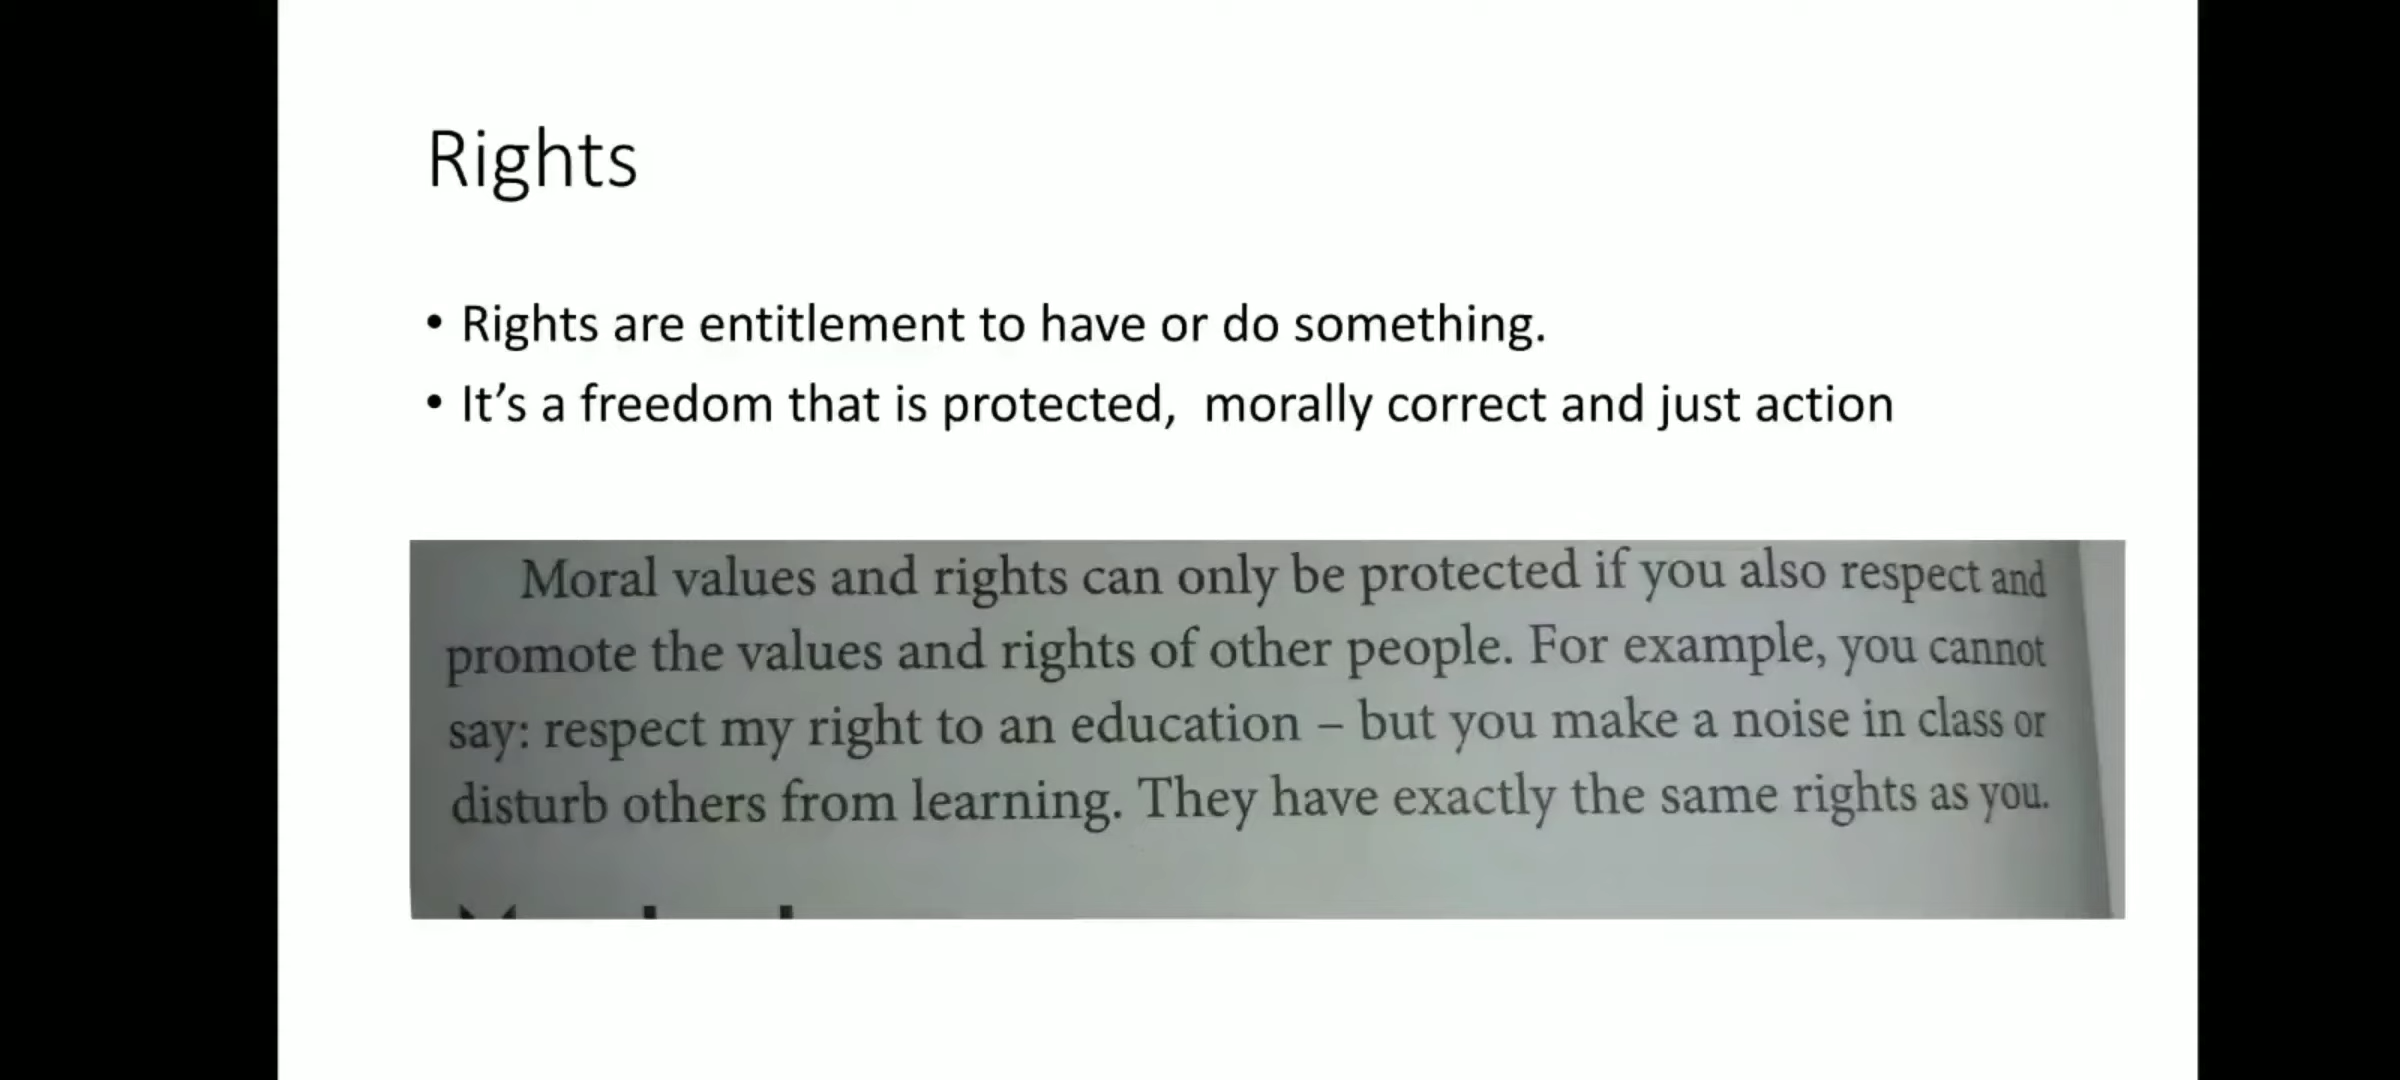 Rights
• Rights are entitlement to have or do something.
• It's a freedom that is protected,  morally correct and just action
Moral values and rights can only be protected if you also respect and
promote the values and rights of other people. For example, you cannot
say: respect my right to an education – but you make a noise in class or
disturb others from learning. They have exactly the same rights as you.